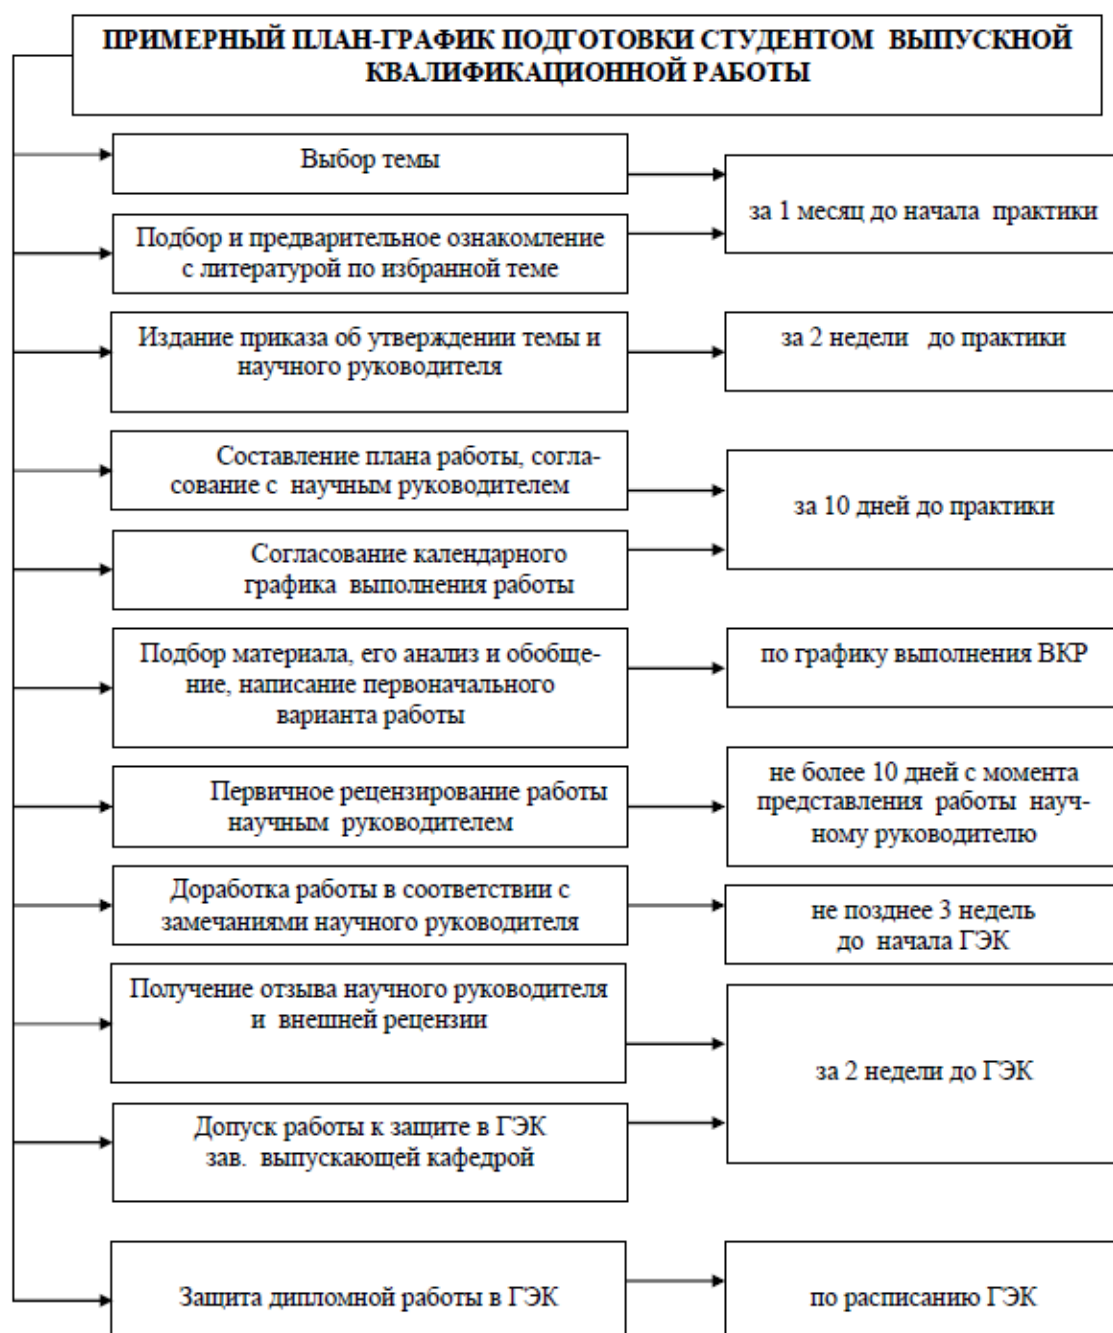 ПРИМЕРНЫЙ ПЛАН-ГРАФИК ПОДГОТОВКИ СТУДЕНТОМ ВЫПУСКНОЙ
КВАЛИФИКАЦИОННОЙ РАБОТЫ
Выбор темы
за 1 месяц до начала практики
Подбор и предварительное ознакомление
с литературой по избранной теме
Издание приказа об утверждении темы и
научного руководителя
за 2 недели до практики
Составление плана работы, согла-
сование с научным руководителем
за 10 дней до практики
Согласование календарного
графика выполнения работы
Подбор материала, его анализ и обобще-
ние, написание первоначального
варианта работы
по графику выполнения ВКР
Первичное рецензирование работы
научным руководителем
не более 10 дней с момента
представления работы науч-
ному руководителю
Доработка работы в соответствии с
замечаниями научного руководителя
не позднее 3 недель
до начала ГЭК
Получение отзыва научного руководителя
и внешней рецензии
за 2 недели до ГЭК
Допуск работы к защите в ГЭК
зав. выпускающей кафедрой
Защита дипломной работы в ГЭК
по расписанию ГЭК